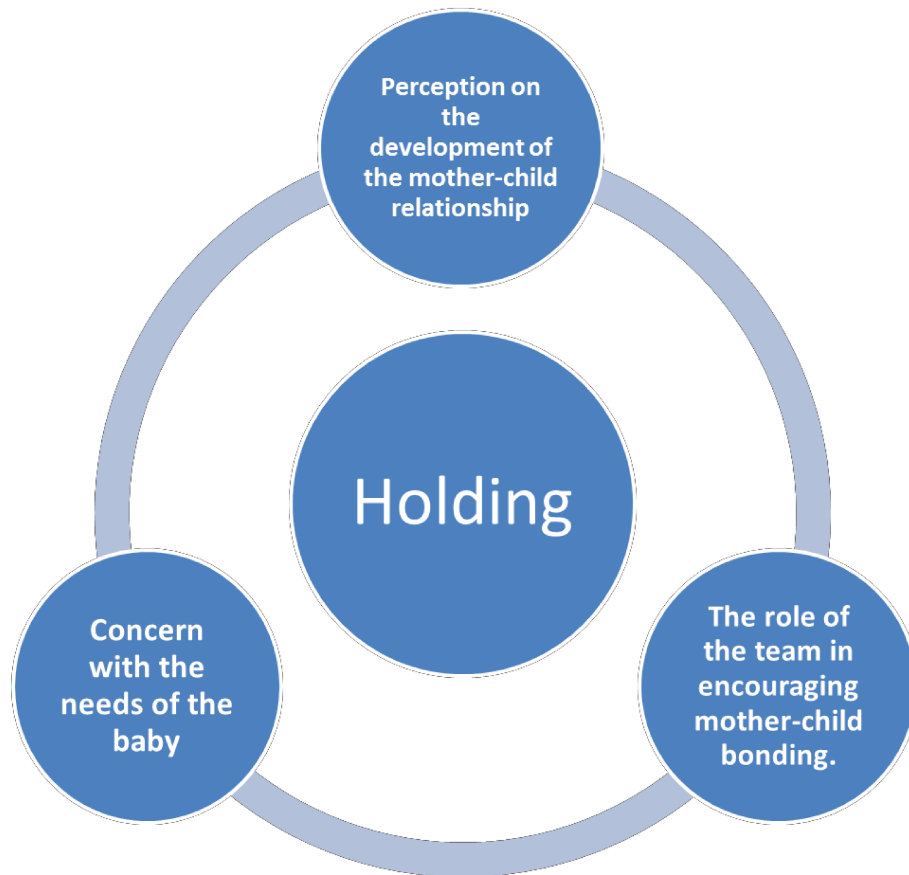 Perception on
the
development of
the mother-child
relationship
Holding
Concern
with the
needs of the
baby
The role of
the team in
encouraging
mother-child
bonding.